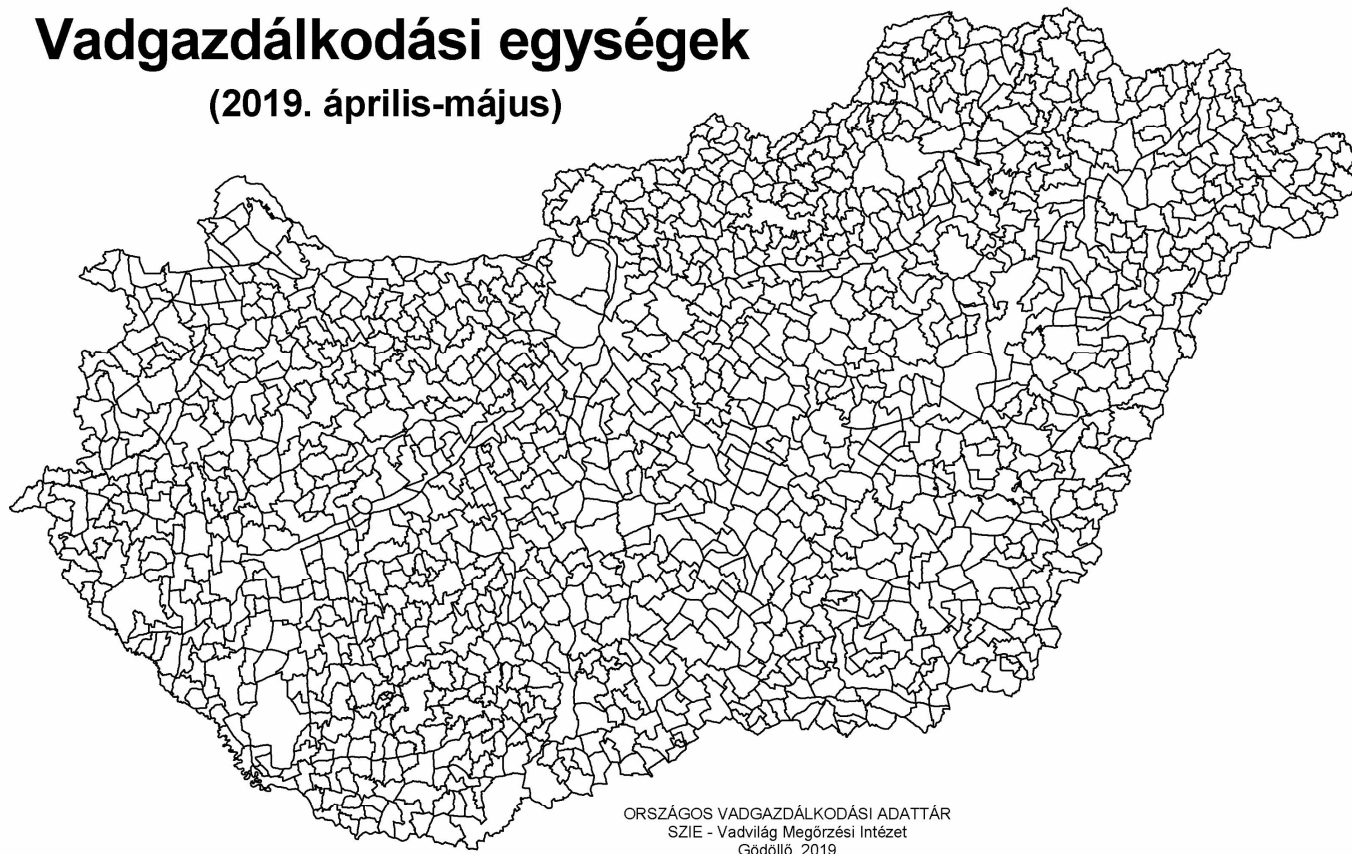 Vadgazdálkodási egységek
(2019. április-május)
ORSZÁGOS VADGAZDÁLKODÁSI ADATTÁR
SZIE - Vadvilág Megőrzési Intézet
Gödöllő, 2019